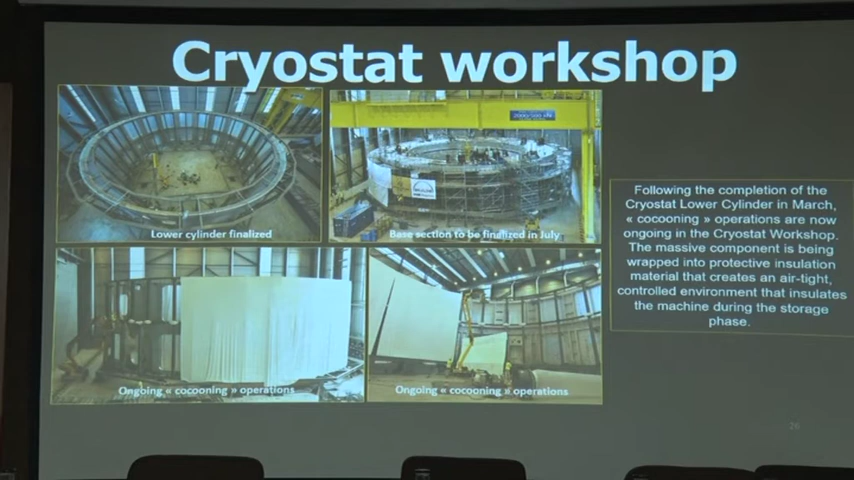 Cryostat workshop
Lower cylinder finalized
Base section to be finalized in July
Following the completion of the
Cryostat Lower Cylinder in March,
« cocooning » operations are now
ongoing in the Cryostat Workshop.
The massive component is being
wrapped into protective insulation
material that creates an air-tight,
controlled environment that insulates
the machine during the storage
phase.
Ongoing « cocooning » operations
Ongoing « cocooning » operations
26